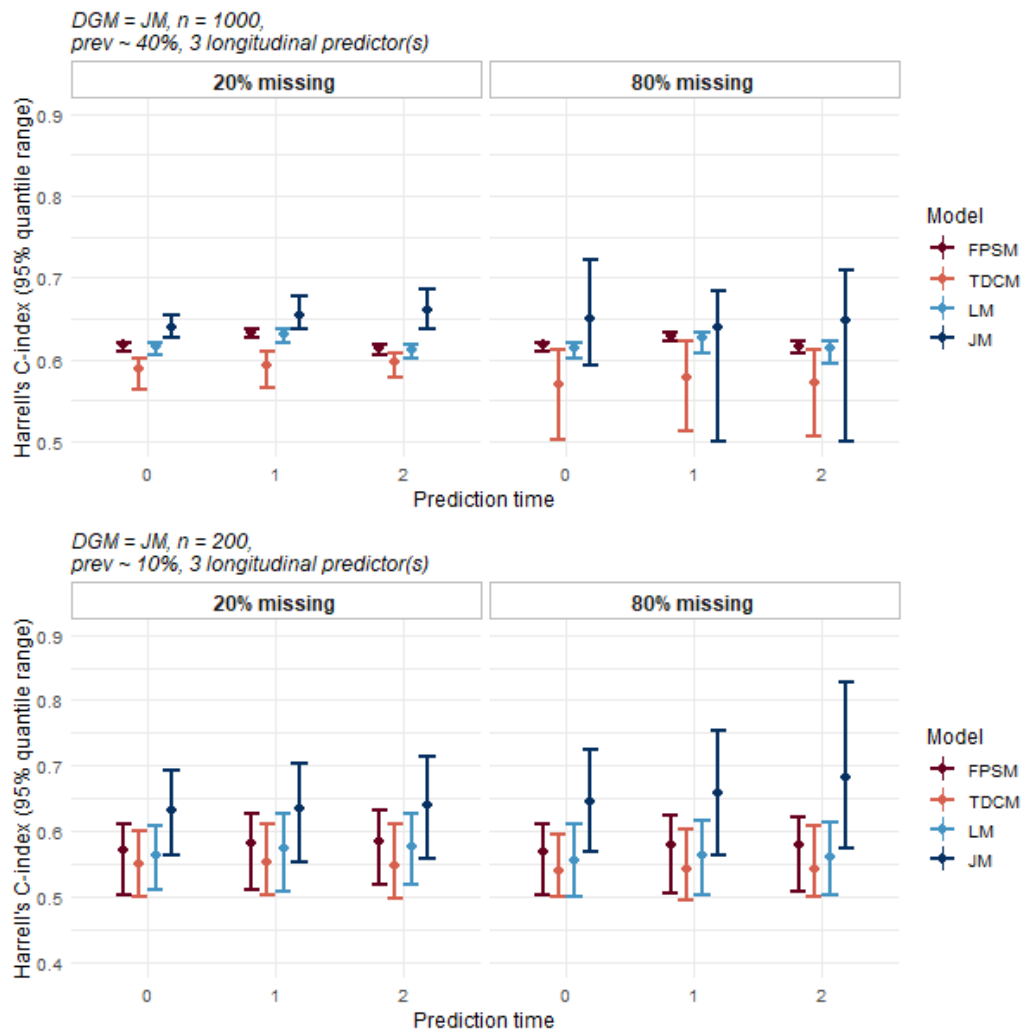 DGM = JM, n = 1000,
prev ~ 40%, 3 longitudinal predictor(s)
20% missing
80% missing
Harrell's C-index (95% quantile range)
0.9
0.8
0.7
0.6
0.5
0
1
2
0
1
2
Prediction time
Model
FPSM
TDCM
LM
JM
DGM = JM, n = 200,
prev ~ 10%, 3 longitudinal predictor(s)
20% missing
80% missing
Harrell's C-index (95% quantile range)
0.9
0.8
0.7
0.6
0.5
0.4
0
1
2
0
1
2
Prediction time
Model
FPSM
TDCM
LM
JM